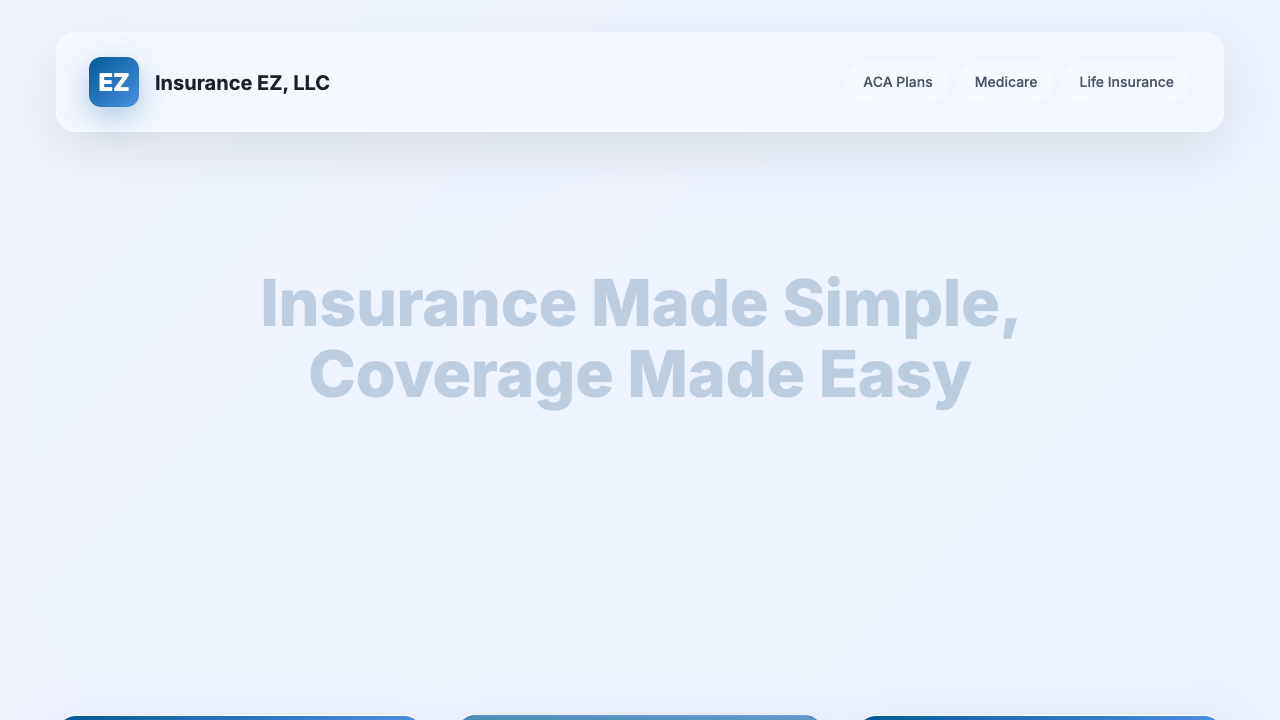 EZ
Insurance EZ, LLC
ACA Plans
Medicare
Life Insurance
Insurance Made Simple,
Coverage Made Easy